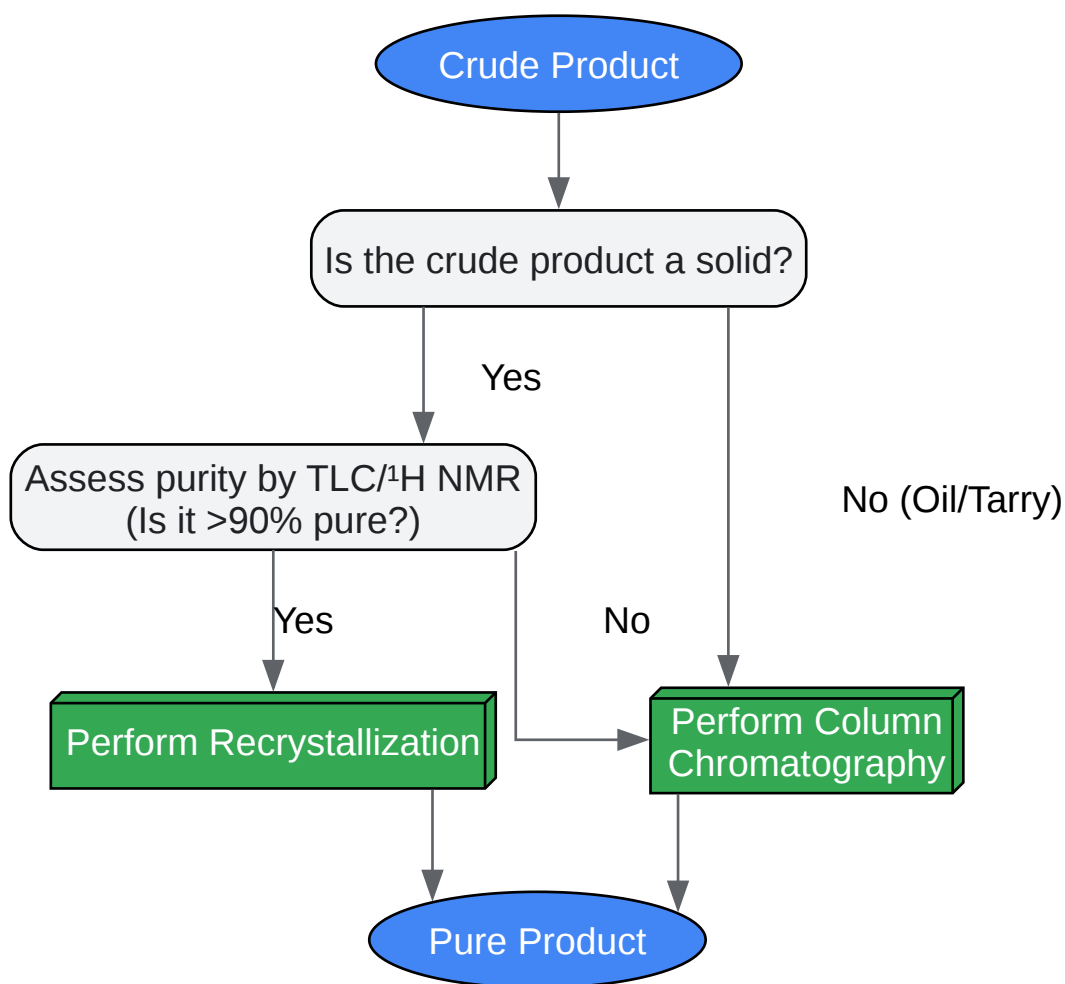 Crude Product
Is the crude product a solid?
Yes
Assess purity by TLC/¹H NMR
(Is it >90% pure?)
No (Oil/Tarry)
Yes
No
Perform Recrystallization
Perform Column
Chromatography
Pure Product